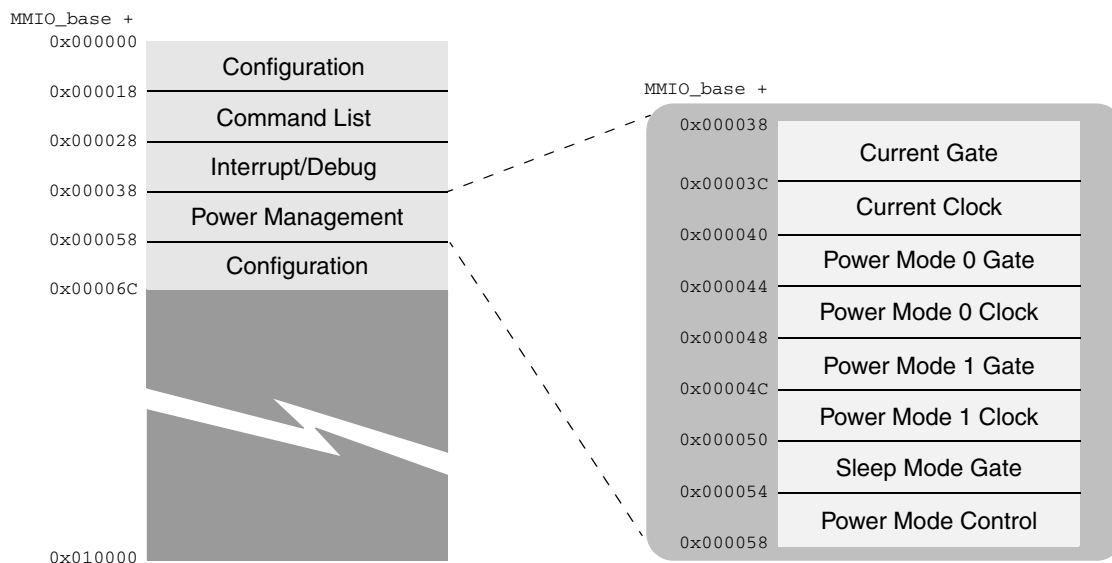 MMIO_base +
0x000000
Configuration
0x000018
Command List
0x000028
Interrupt/Debug
0x000038
Power Management
0x000058
Configuration
0x00006C
0x010000
MMIO_base +
0x000038
Current Gate
0x00003C
Current Clock
0x000040
Power Mode 0 Gate
0x000044
Power Mode 0 Clock
0x000048
Power Mode 1 Gate
0x00004C
Power Mode 1 Clock
0x000050
Sleep Mode Gate
0x000054
Power Mode Control
0x000058